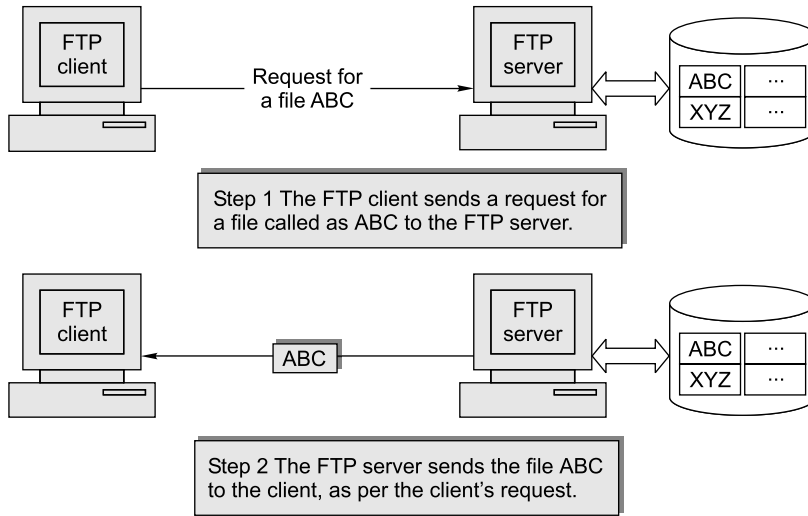 FTP
client
Request for
a file ABC
FTP
server
ABC
...
XYZ
...
Step 1 The FTP client sends a request for
a file called as ABC to the FTP server.
FTP
client
ABC
FTP
server
ABC
...
XYZ
...
Step 2 The FTP server sends the file ABC
to the client, as per the client's request.